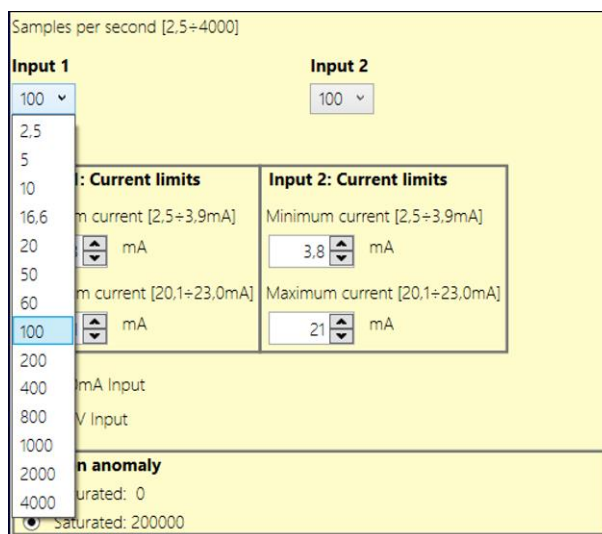 Samples per second [2,5÷4000]
Input 1 Input 2
100 100
2,5
5
10
16,6
20
50
60
100
200
400
800
1000
2000
4000
1: Current limits Input 2: Current limits
current [2,5÷3,9mA] Minimum current [2,5÷3,9mA]
mA 3,8 mA
current [20,1÷23,0mA] Maximum current [20,1÷23,0mA]
mA 21 mA
Input
V Input
anomaly
0
Saturated: 200000